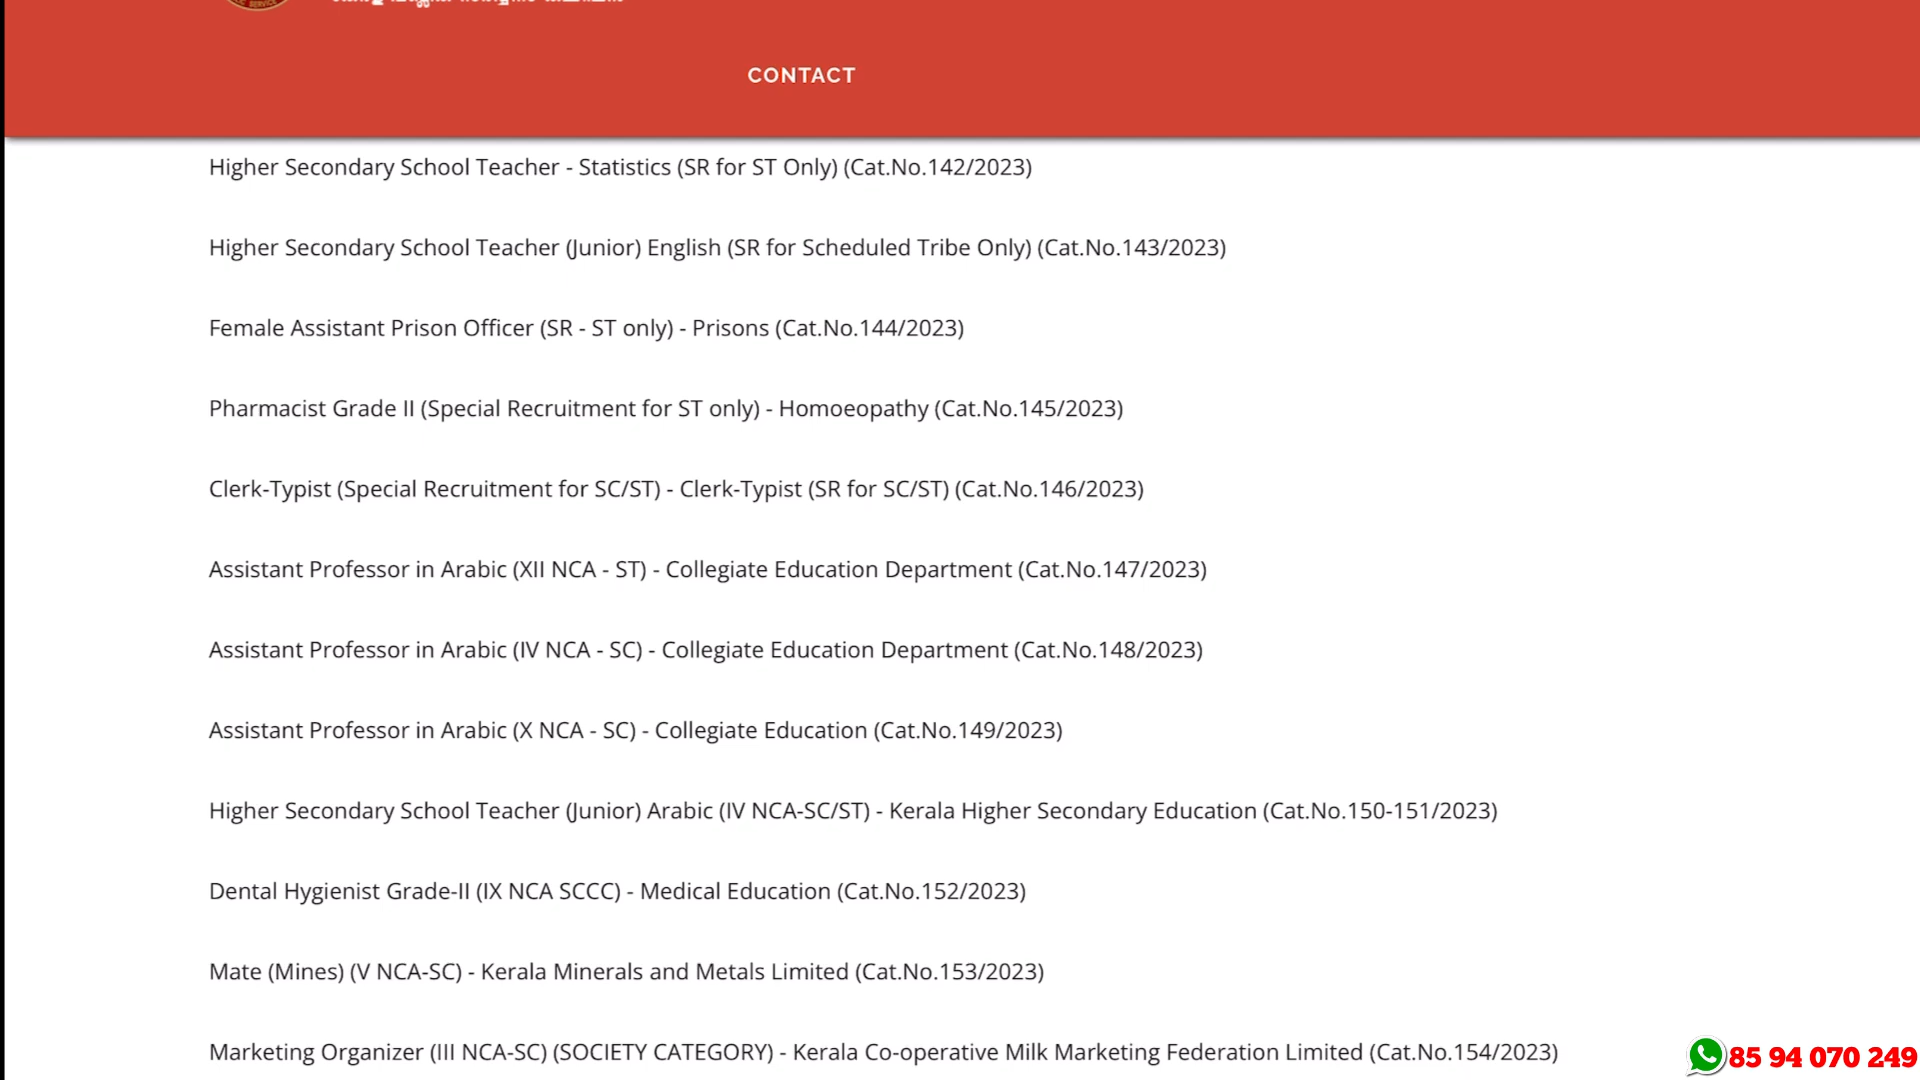 SERVICE
CONTACT
Higher Secondary School Teacher - Statistics (SR for ST Only) (Cat.No.142/2023)
Higher Secondary School Teacher (Junior) English (SR for Scheduled Tribe Only) (Cat.No.143/2023)
Female Assistant Prison Officer (SR - ST only) - Prisons (Cat.No.144/2023)
Pharmacist Grade II (Special Recruitment for ST only) - Homoeopathy (Cat.No.145/2023)
Clerk-Typist (Special Recruitment for SC/ST) - Clerk-Typist (SR for SC/ST) (Cat.No.146/2023)
Assistant Professor in Arabic (XII NCA - ST) - Collegiate Education Department (Cat.No.147/2023)
Assistant Professor in Arabic (IV NCA - SC) - Collegiate Education Department (Cat.No.148/2023)
Assistant Professor in Arabic (X NCA - SC) - Collegiate Education (Cat.No.149/2023)
Higher Secondary School Teacher (Junior) Arabic (IV NCA-SC/ST) - Kerala Higher Secondary Education (Cat.No.150-151/2023)
Dental Hygienist Grade-II (IX NCA SCCC) - Medical Education (Cat.No.152/2023)
Mate (Mines) (V NCA-SC) - Kerala Minerals and Metals Limited (Cat.No.153/2023)
Marketing Organizer (III NCA-SC) (SOCIETY CATEGORY) - Kerala Co-operative Milk Marketing Federation Limited (Cat.No.154/2023)
85 94 070 249